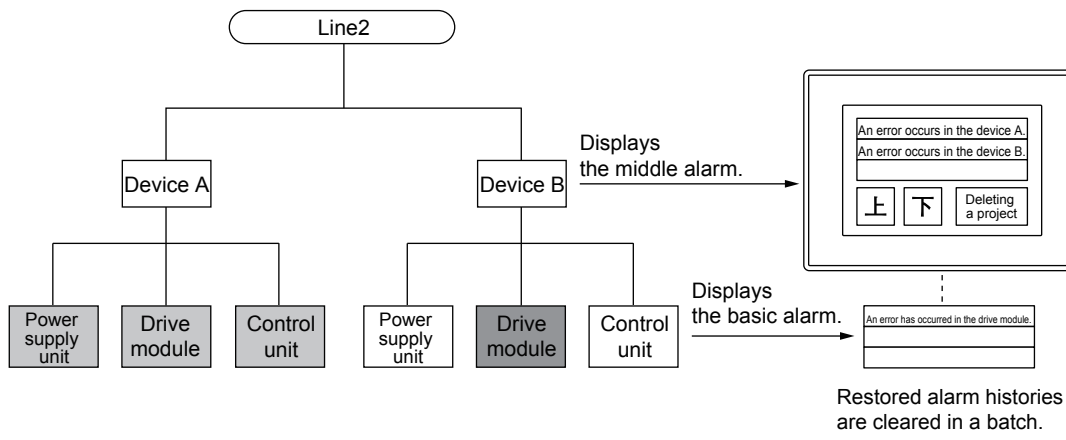 Line2
Device A
Device B
Displays
the middle alarm.
An error occurs in the device A.
An error occurs in the device B.
上
下
Deleting
a project
Power
supply
unit
Drive
module
Control
unit
Power
supply
unit
Drive
module
Control
unit
Displays
the basic alarm.
An error has occurred in the drive module.
Restored alarm histories
are cleared in a batch.